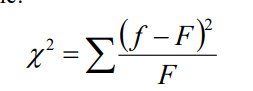 χ² = ∑ (f − F)² / F